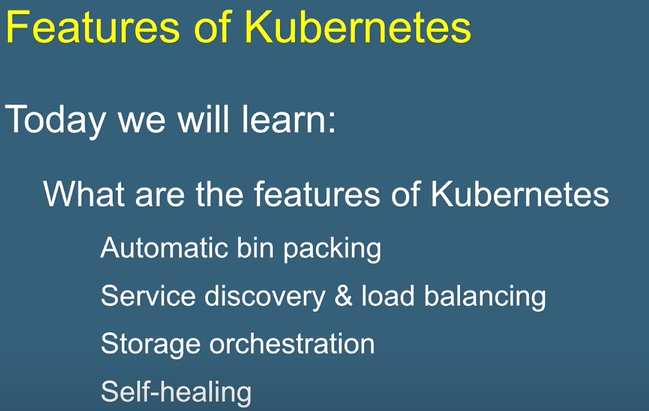 Features of Kubernetes
Today we will learn:
What are the features of Kubernetes
Automatic bin packing
Service discovery & load balancing
Storage orchestration
Self-healing